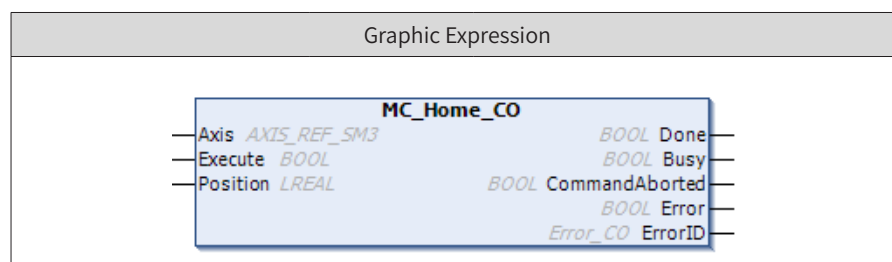 Graphic Expression
MC_Home_CO
Axis AXIS_REF_SM3 BOOL Done
Execute BOOL BOOL Busy
Position LREAL BOOL CommandAborted
BOOL Error
Error_CO ErrorID